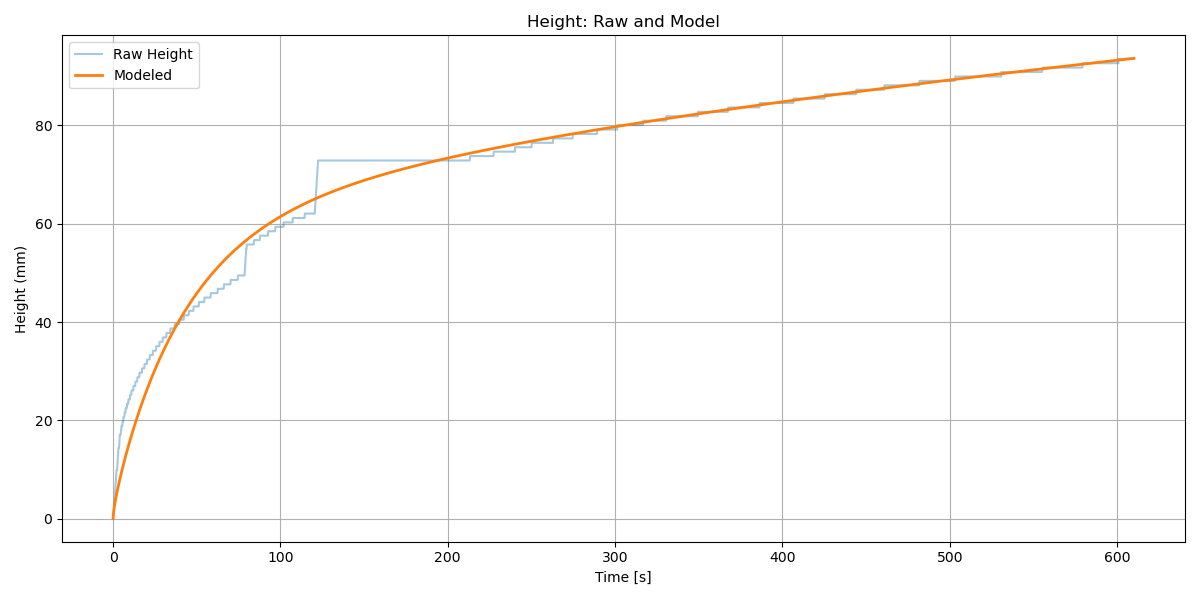 Height: Raw and Model
Raw Height
Modeled
Height (mm)
80
60
40
20
0
0 100 200 300 400 500 600
Time [s]